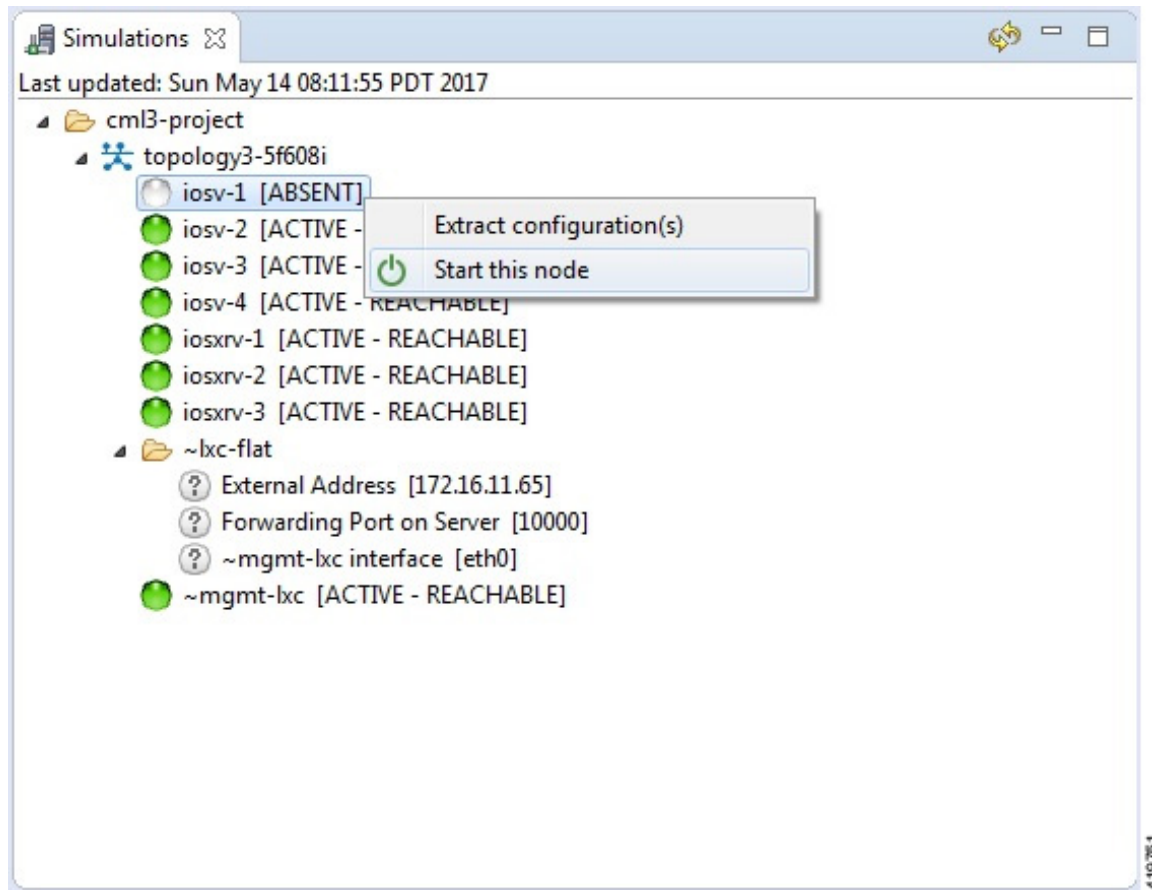 Simulations
Last updated: Sun May 14 08:11:55 PDT 2017
cml3-project
topology3-5f608i
iosv-1 [ABSENT]
Extract configuration(s)
iosv-2 [ACTIVE -
iosv-3 [ACTIVE -
Start this node
iosv-4 [ACTIVE - REACHABLE]
iosxrv-1 [ACTIVE - REACHABLE]
iosxrv-2 [ACTIVE - REACHABLE]
iosxrv-3 [ACTIVE - REACHABLE]
~lxc-flat
? External Address [172.16.11.65]
? Forwarding Port on Server [10000]
? ~mgmt-lxc interface [eth0]
~mgmt-lxc [ACTIVE - REACHABLE]